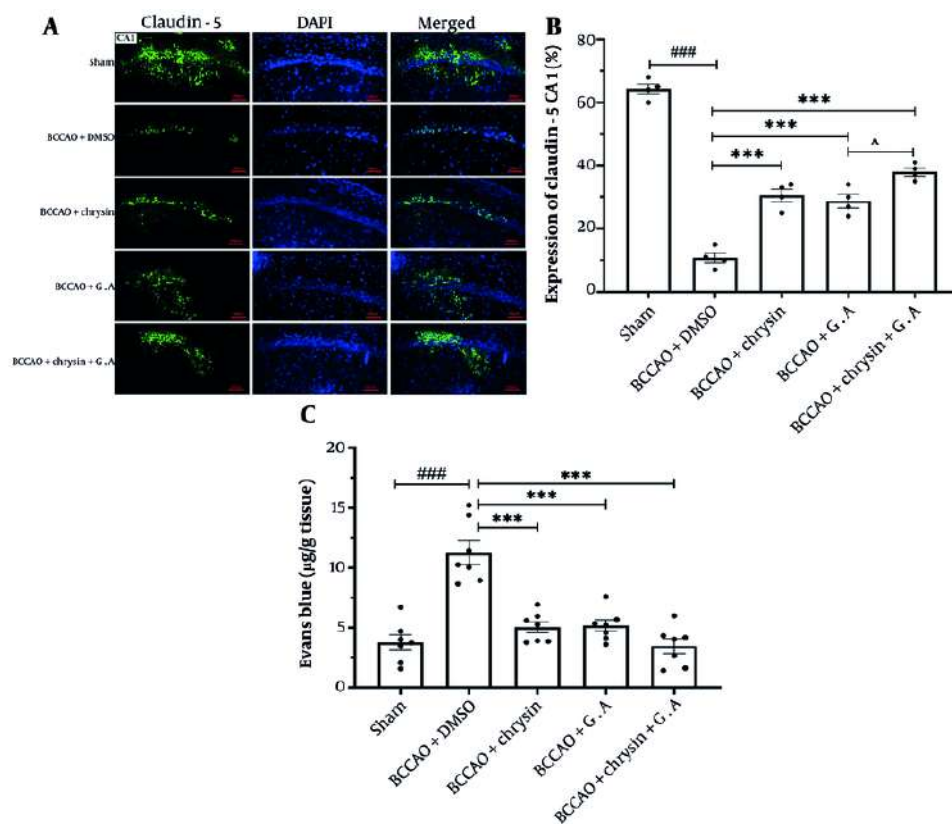 A
Claudin - 5 DAPI Merged
CA1
Sham
BCCAO + DMSO
BCCAO + chrysin
BCCAO + G . A
BCCAO + chrysin + G . A
B
Expression of claudin - 5 CA 1 (%)
80
60
40
20
0
###
***
***
***
^
Sham
BCCAO + DMSO
BCCAO + chrysin
BCCAO + G . A
BCCAO + chrysin + G . A
C
Evans blue (µg/g tissue)
20
15
10
5
0
###
***
***
***
Sham
BCCAO + DMSO
BCCAO + chrysin
BCCAO + G . A
BCCAO + chrysin + G . A